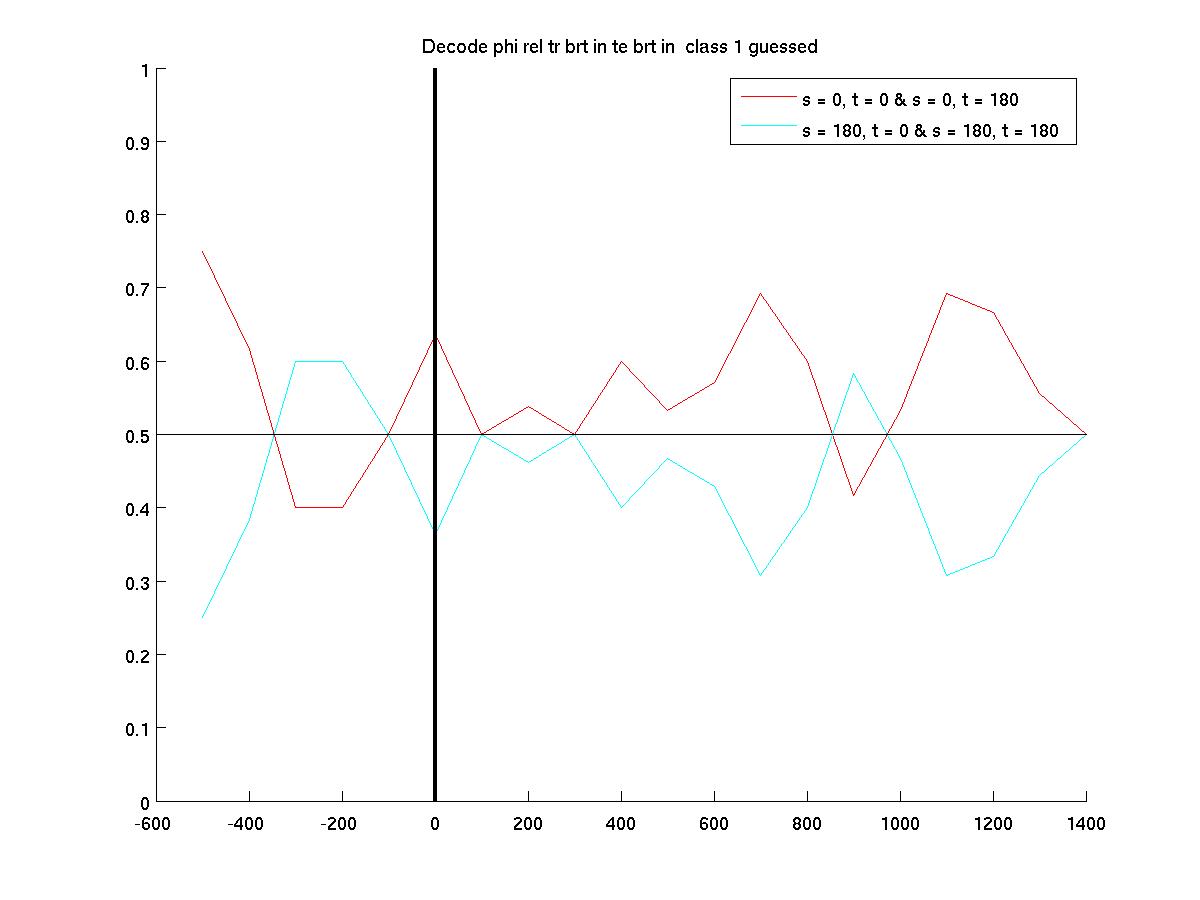 Decode phi rel tr brt in te brt in  class 1 guessed
s = 0, t = 0 & s = 0, t = 180
s = 180, t = 0 & s = 180, t = 180
1
0.9
0.8
0.7
0.6
0.5
0.4
0.3
0.2
0.1
0
-600 -400 -200 0 200 400 600 800 1000 1200 1400